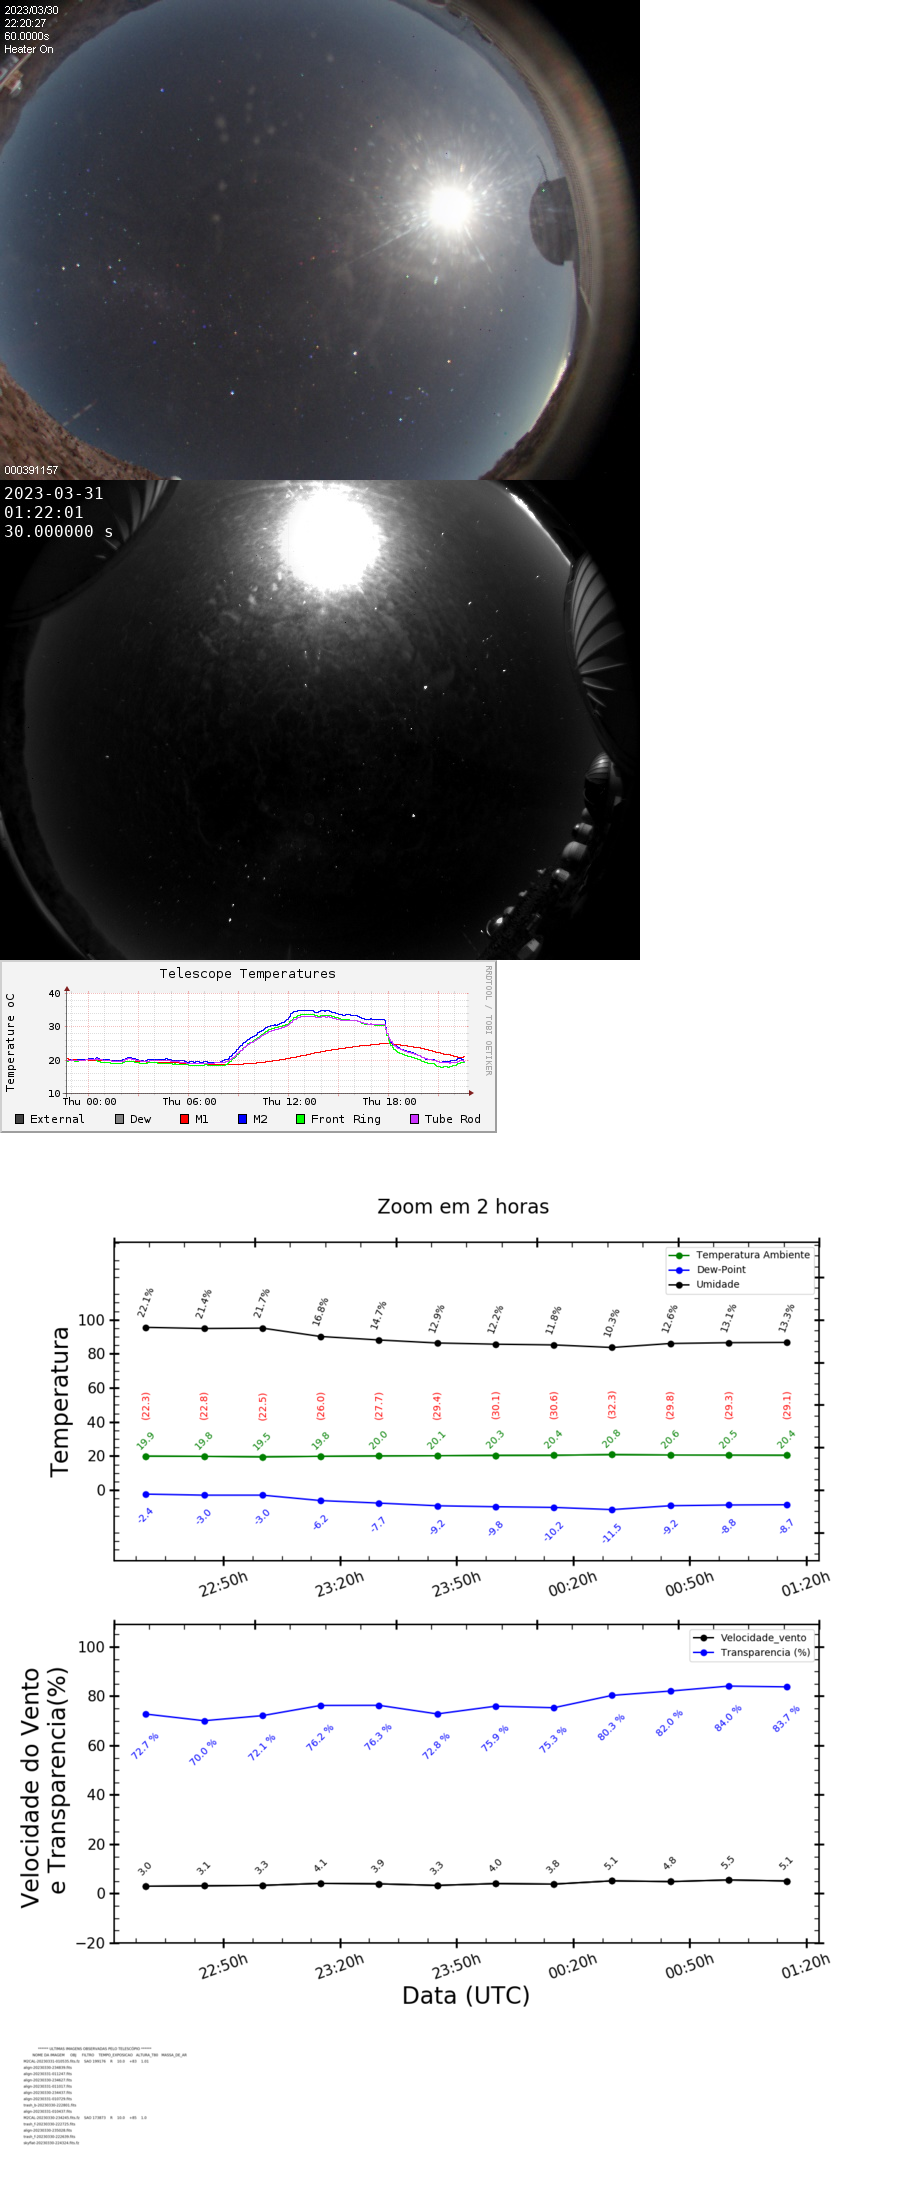 2023/03/30
22:20:27
60.0000s
Heater On
000391157
2023-03-31
01:22:01
30.000000 s
Telescope Temperatures
RRDTOOL / TOBI OETIKER
Temperature oC
40
30
20
10
Thu 00:00 Thu 06:00 Thu 12:00 Thu 18:00
External Dew M1 M2 Front Ring Tube Rod
Zoom em 2 horas
Temperatura Ambiente
Dew-Point
Umidade
Temperatura
100
80
60
40
20
0
22.1% 21.4% 21.7% 16.8% 14.7% 12.9% 12.2% 11.8% 10.3% 12.6% 13.1% 13.3%
(22.3) (22.8) (22.5) (26.0) (27.7) (29.4) (30.1) (30.6) (32.3) (29.8) (29.3) (29.1)
19.9 19.8 19.5 19.8 20.0 20.1 20.3 20.4 20.8 20.6 20.5 20.4
-2.4 -3.0 -3.0 -6.2 -7.7 -9.2 -9.8 -10.2 -11.5 -9.2 -8.8 -8.7
22:50h 23:20h 23:50h 00:20h 00:50h 01:20h
Velocidade_vento
Transparencia (%)
Velocidade do Vento
e Transparencia(%)
100
80
60
40
20
0
−20
72.7 % 70.0 % 72.1 % 76.2 % 76.3 % 72.8 % 75.9 % 75.3 % 80.3 % 82.0 % 84.0 % 83.7 %
3.0 3.1 3.3 4.1 3.9 3.3 4.0 3.8 5.1 4.8 5.5 5.1
22:50h 23:20h 23:50h 00:20h 00:50h 01:20h
Data (UTC)
****** ULTIMAS IMAGENS OBSERVADAS PELO TELESCOPIO ******
NOME DA IMAGEM OBJ FILTRO TEMPO_EXPOSICAO ALTURA_T80 MASSA_DE_AR